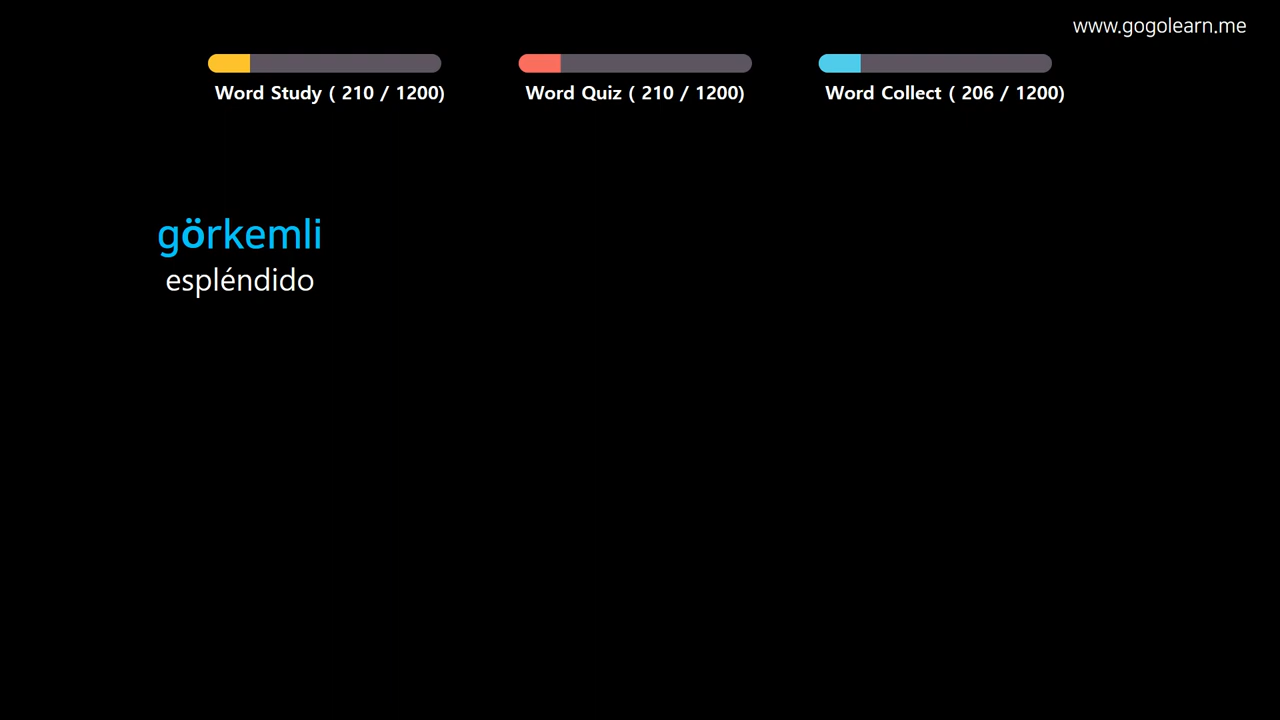 www.gogolearn.me
Word Study ( 210 / 1200)
Word Quiz ( 210 / 1200)
Word Collect ( 206 / 1200)
görkemli
espléndido